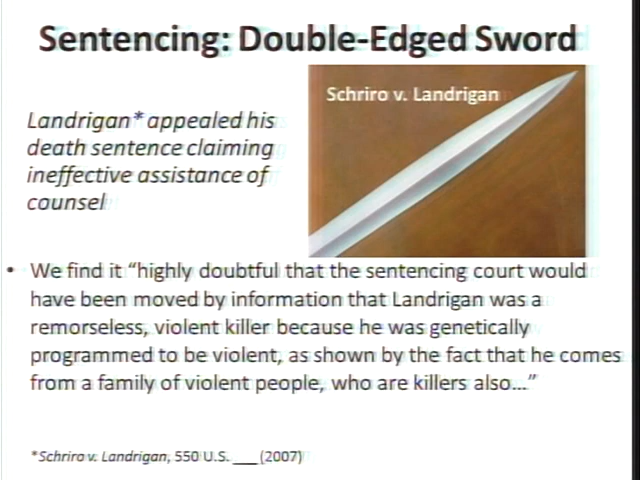 Sentencing: Double-Edged Sword
Schriro v. Landrigan
Landrigan* appealed his
death sentence claiming
ineffective assistance of
counsel
• We find it “highly doubtful that the sentencing court would
have been moved by information that Landrigan was a
remorseless, violent killer because he was genetically
programmed to be violent, as shown by the fact that he comes
from a family of violent people, who are killers also…”
*Schriro v. Landrigan, 550 U.S. ___ (2007)